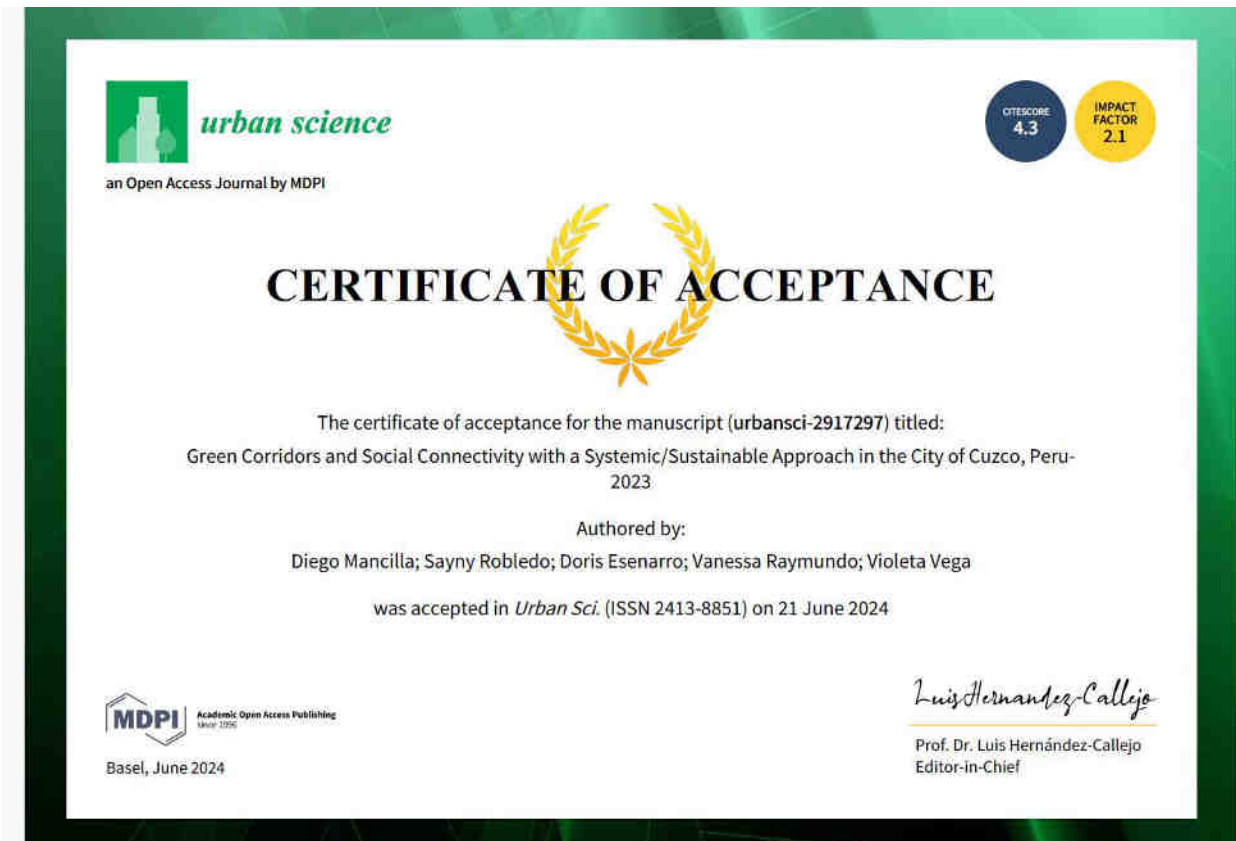 urban science
CITESCORE
4.3
IMPACT
FACTOR
2.1
an Open Access Journal by MDPI
CERTIFICATE OF ACCEPTANCE
The certificate of acceptance for the manuscript (urbansci-2917297) titled:
Green Corridors and Social Connectivity with a Systemic/Sustainable Approach in the City of Cuzco, Peru-
2023
Authored by:
Diego Mancilla; Sayny Robledo; Doris Esenarro; Vanessa Raymundo; Violeta Vega
was accepted in Urban Sci. (ISSN 2413-8851) on 21 June 2024
MDPI
Academic Open Access Publishing
since 1996
Basel, June 2024
Luis Hernandez-Callejo
Prof. Dr. Luis Hernández-Callejo
Editor-in-Chief